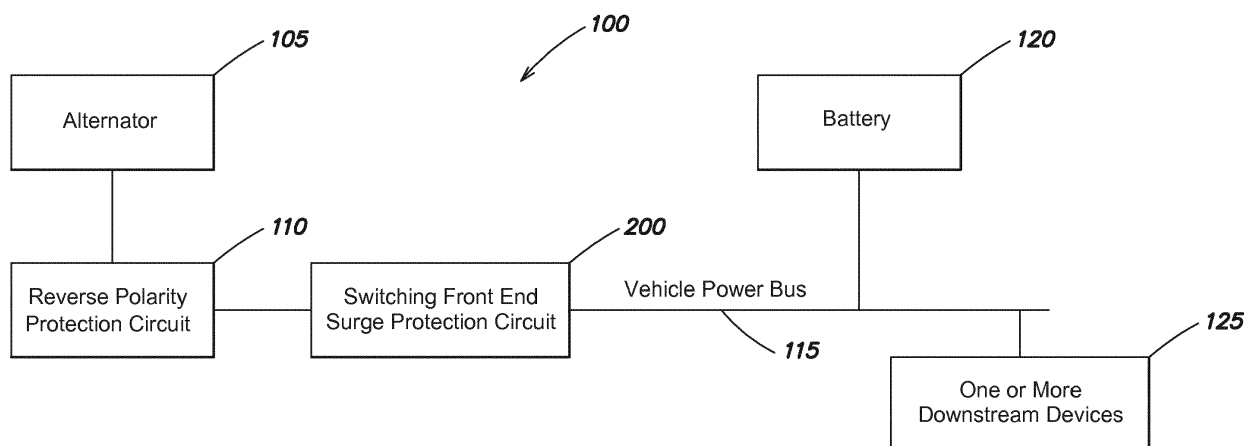 105
100
120
Alternator
Battery
110
200
Reverse Polarity
Protection Circuit
Switching Front End
Surge Protection Circuit
Vehicle Power Bus
115
125
One or More
Downstream Devices